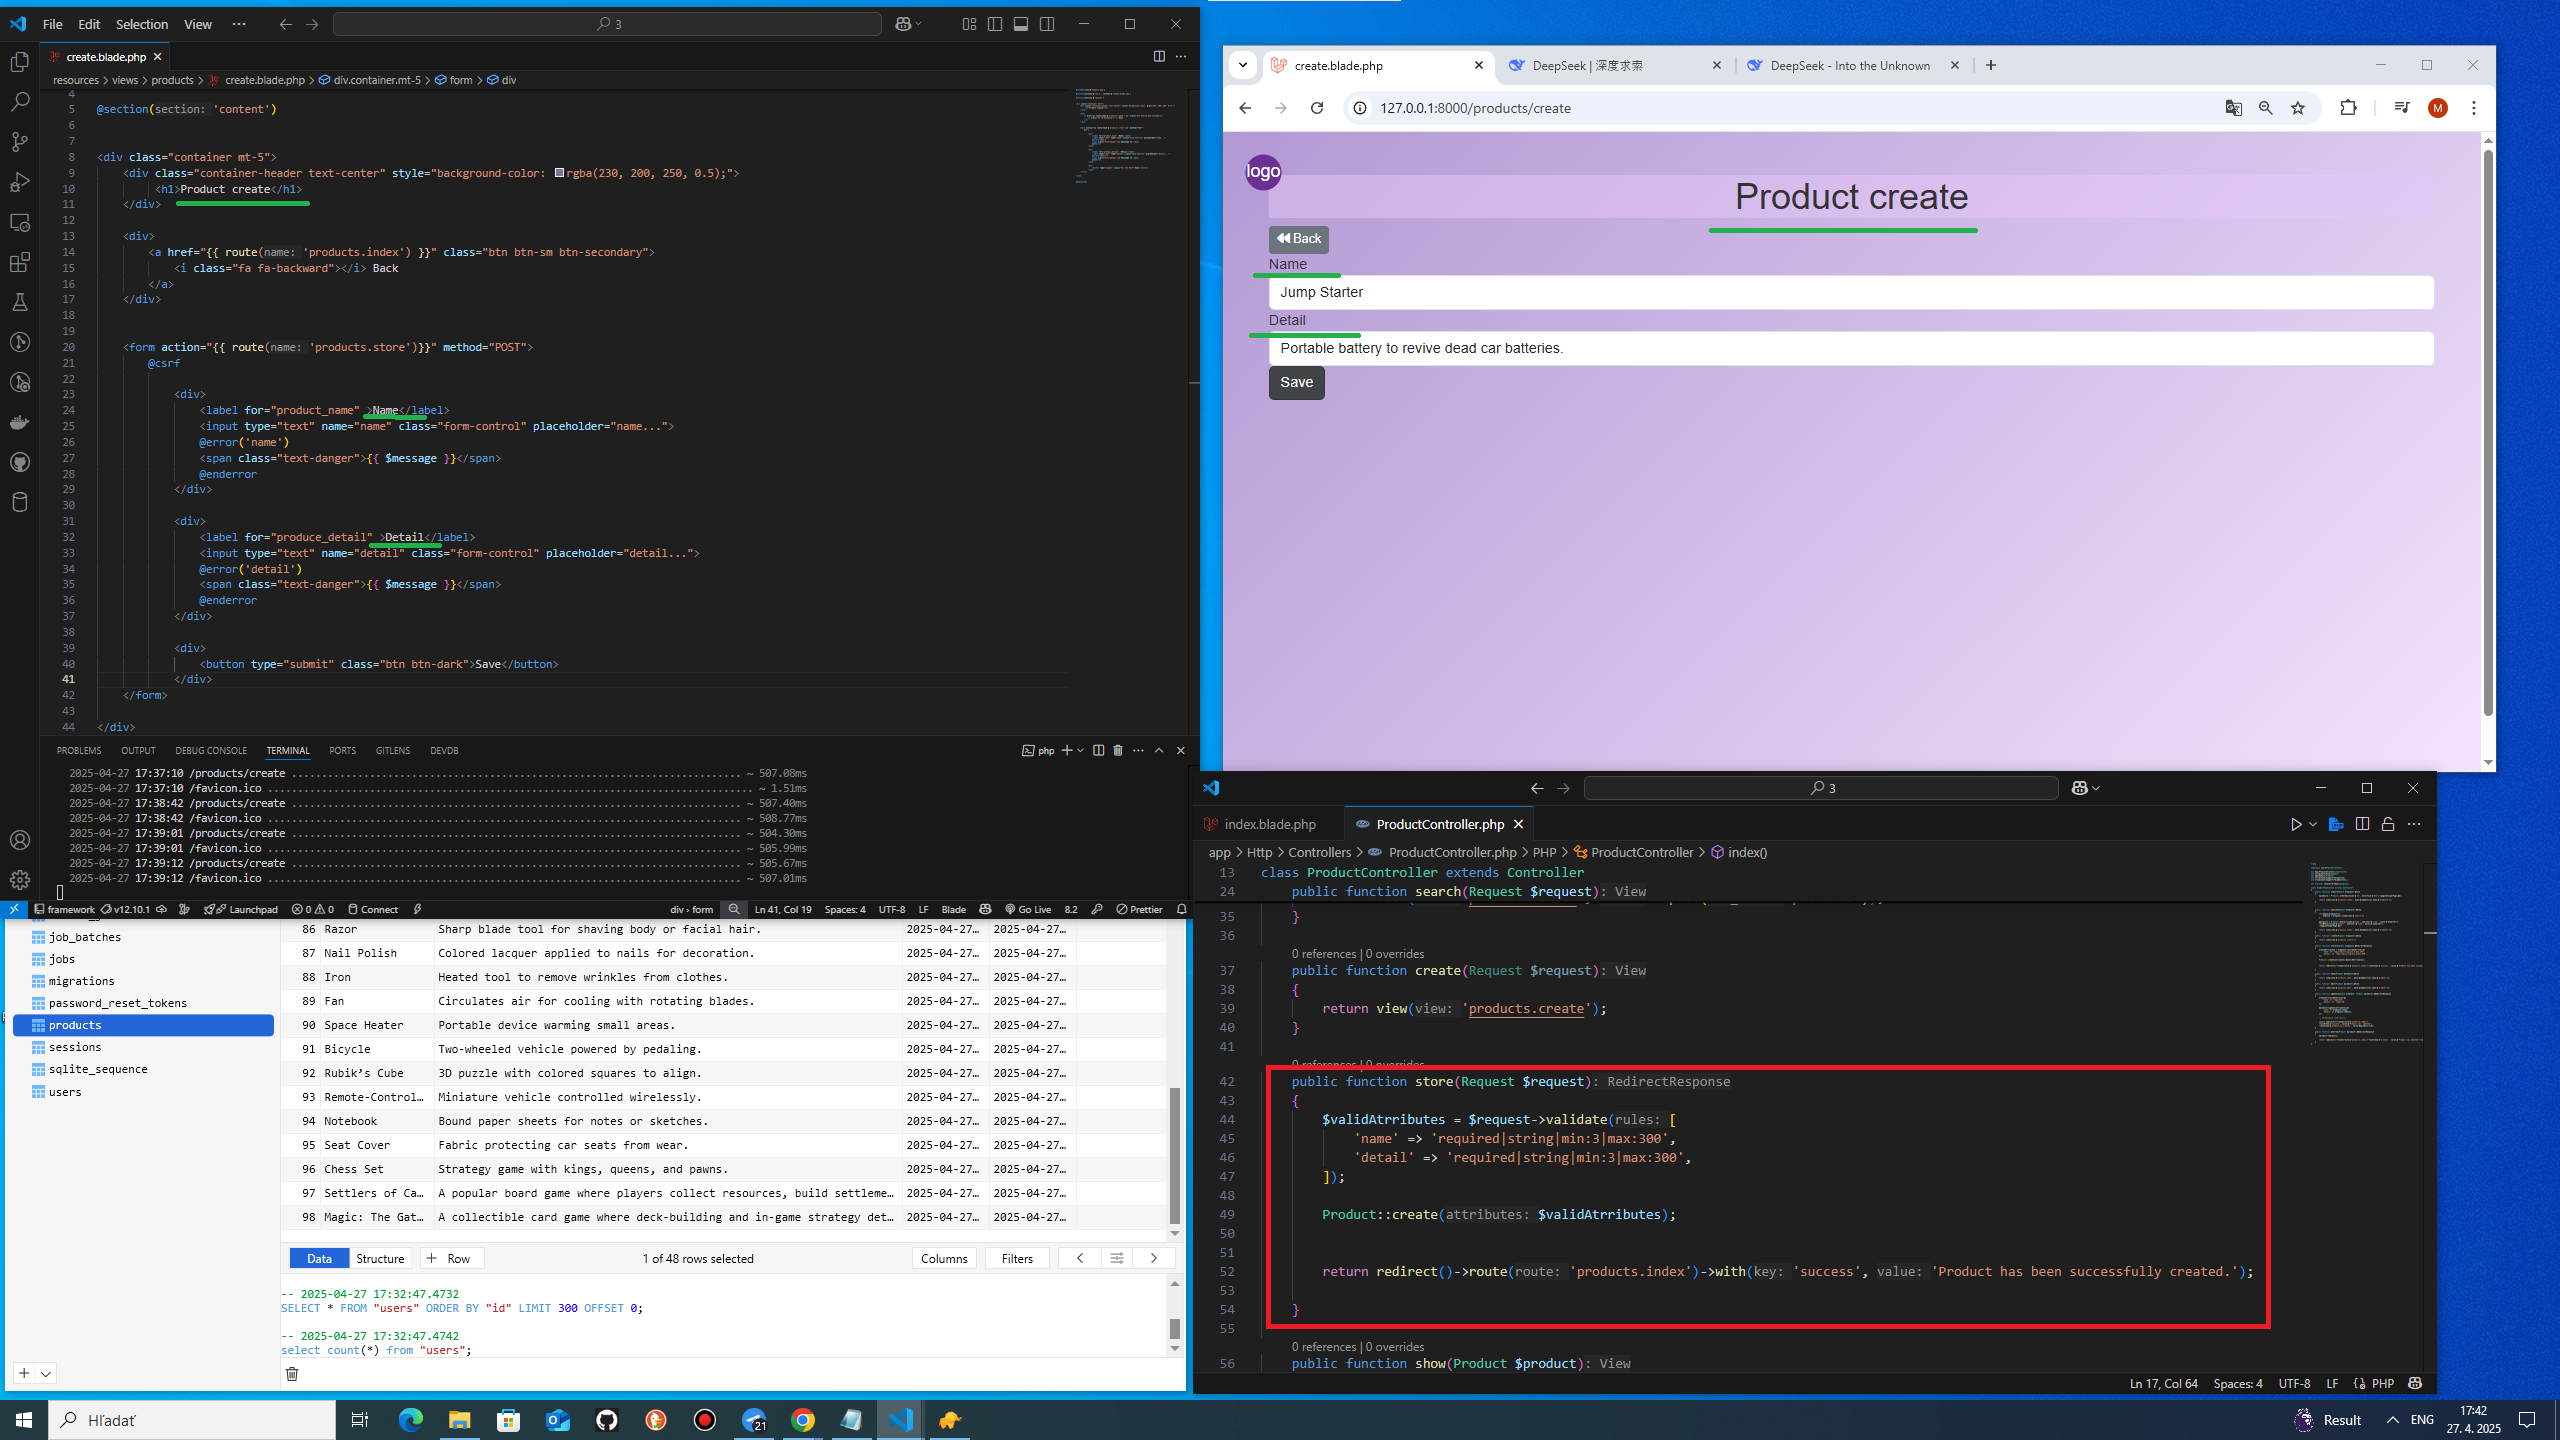 File Edit Selection View ··· 3
create.blade.php
resources > views > products > create.blade.php > div.container.mt-5 > form > div
4
5 @section(section: 'content')
6
7
8 <div class="container mt-5">
9 <div class="container-header text-center" style="background-color: rgba(230, 200, 250, 0.5);">
10 <h1>Product create</h1>
11 </div>
12
13 <div>
14 <a href="{{ route(name: 'products.index') }}" class="btn btn-sm btn-secondary">
15 <i class="fa fa-backward"></i> Back
16 </a>
17 </div>
18
19
20 <form action="{{ route(name: 'products.store')}}" method="POST">
21 @csrf
22
23 <div>
24 <label for="product_name" >Name</label>
25 <input type="text" name="name" class="form-control" placeholder="name...">
26 @error('name')
27 <span class="text-danger">{{ $message }}</span>
28 @enderror
29 </div>
30
31 <div>
32 <label for="produce_detail" >Detail</label>
33 <input type="text" name="detail" class="form-control" placeholder="detail...">
34 @error('detail')
35 <span class="text-danger">{{ $message }}</span>
36 @enderror
37 </div>
38
39 <div>
40 <button type="submit" class="btn btn-dark">Save</button>
41 </div>
42 </form>
43
44 </div>
PROBLEMS OUTPUT DEBUG CONSOLE TERMINAL PORTS GITLENS DEVDB php
2025-04-27 17:37:10 /products/create ........ ~ 507.08ms
2025-04-27 17:37:10 /favicon.ico ........ ~ 1.51ms
2025-04-27 17:38:42 /products/create ........ ~ 507.40ms
2025-04-27 17:38:42 /favicon.ico ........ ~ 508.77ms
2025-04-27 17:39:01 /products/create ........ ~ 504.30ms
2025-04-27 17:39:01 /favicon.ico ........ ~ 505.99ms
2025-04-27 17:39:12 /products/create ........ ~ 505.67ms
2025-04-27 17:39:12 /favicon.ico ........ ~ 507.01ms
framework v12.10.1 Launchpad 0 0 Connect div > form Ln 41, Col 19 Spaces: 4 UTF-8 LF Blade Go Live 8.2 Prettier
create.blade.php DeepSeek | 深度求索 DeepSeek - Into the Unknown
127.0.0.1:8000/products/create M
logo
Product create
Back
Name
Jump Starter
Detail
Portable battery to revive dead car batteries.
Save
3
index.blade.php ProductController.php
app > Http > Controllers > ProductController.php > PHP > ProductController > index()
13 class ProductController extends Controller
24 public function search(Request $request): View
35 }
36
0 references | 0 overrides
37 public function create(Request $request): View
38 {
39 return view(view: 'products.create');
40 }
41
0 references | 0 overrides
42 public function store(Request $request): RedirectResponse
43 {
44 $validAtrributes = $request->validate(rules: [
45 'name' => 'required|string|min:3|max:300',
46 'detail' => 'required|string|min:3|max:300',
47 ]);
48
49 Product::create(attributes: $validAtrributes);
50
51
52 return redirect()->route(route: 'products.index')->with(key: 'success', value: 'Product has been successfully created.');
53
54 }
55
0 references | 0 overrides
56 public function show(Product $product): View
Ln 17, Col 64 Spaces: 4 UTF-8 LF PHP
job_batches
jobs
migrations
password_reset_tokens
products
sessions
sqlite_sequence
users
86 Razor Sharp blade tool for shaving body or facial hair. 2025-04-27… 2025-04-27…
87 Nail Polish Colored lacquer applied to nails for decoration. 2025-04-27… 2025-04-27…
88 Iron Heated tool to remove wrinkles from clothes. 2025-04-27… 2025-04-27…
89 Fan Circulates air for cooling with rotating blades. 2025-04-27… 2025-04-27…
90 Space Heater Portable device warming small areas. 2025-04-27… 2025-04-27…
91 Bicycle Two-wheeled vehicle powered by pedaling. 2025-04-27… 2025-04-27…
92 Rubik’s Cube 3D puzzle with colored squares to align. 2025-04-27… 2025-04-27…
93 Remote-Control… Miniature vehicle controlled wirelessly. 2025-04-27… 2025-04-27…
94 Notebook Bound paper sheets for notes or sketches. 2025-04-27… 2025-04-27…
95 Seat Cover Fabric protecting car seats from wear. 2025-04-27… 2025-04-27…
96 Chess Set Strategy game with kings, queens, and pawns. 2025-04-27… 2025-04-27…
97 Settlers of Ca… A popular board game where players collect resources, build settleme… 2025-04-27… 2025-04-27…
98 Magic: The Gat… A collectible card game where deck-building and in-game strategy det… 2025-04-27… 2025-04-27…
Data Structure + Row 1 of 48 rows selected Columns Filters
-- 2025-04-27 17:32:47.4732
SELECT * FROM "users" ORDER BY "id" LIMIT 300 OFFSET 0;
-- 2025-04-27 17:32:47.4742
select count(*) from "users";
Hľadať 21 Result ENG 17:42
27. 4. 2025